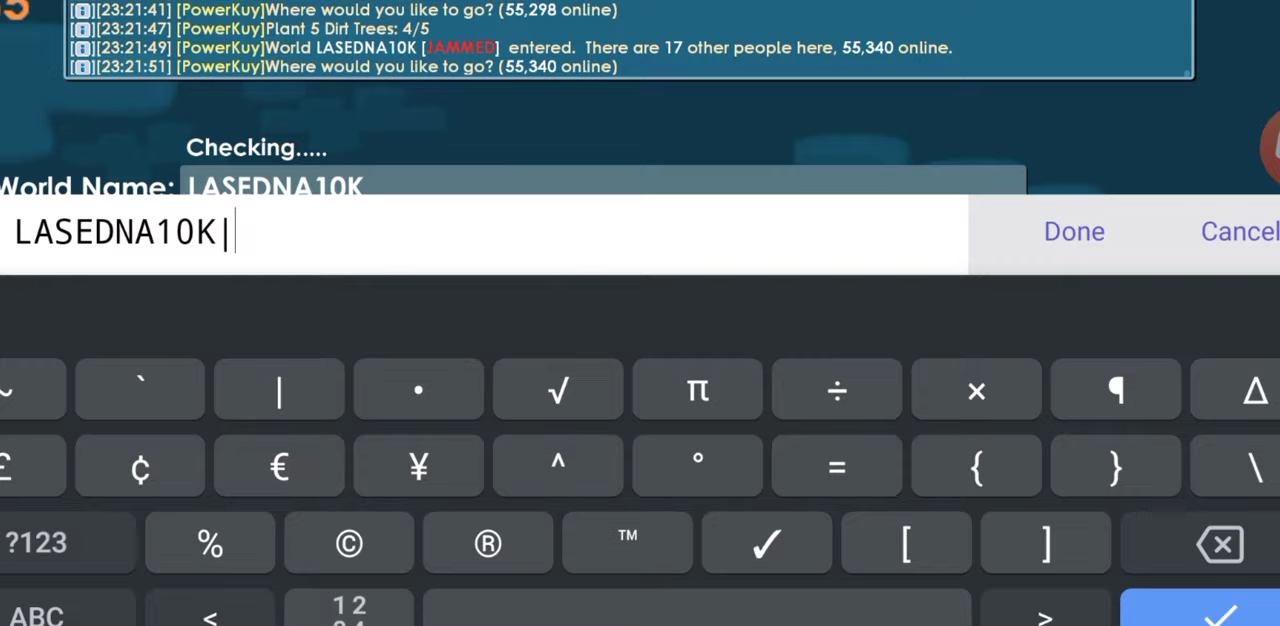 [23:21:41] [PowerKuy]Where would you like to go? (55,298 online)
[23:21:47] [PowerKuy]Plant 5 Dirt Trees: 4/5
[23:21:49] [PowerKuy]World LASEDNA10K [JAMMED] entered. There are 17 other people here, 55,340 online.
[23:21:51] [PowerKuy]Where would you like to go? (55,340 online)
Checking.....
World Name: LASEDNA10K
LASEDNA10K|
Done Cancel
~ ` | • √ π ÷ × ¶ Δ
£ ¢ € ¥ ^ ° = { } \
?123 % © ® ™ ✓ [ ]
ABC < 12 >